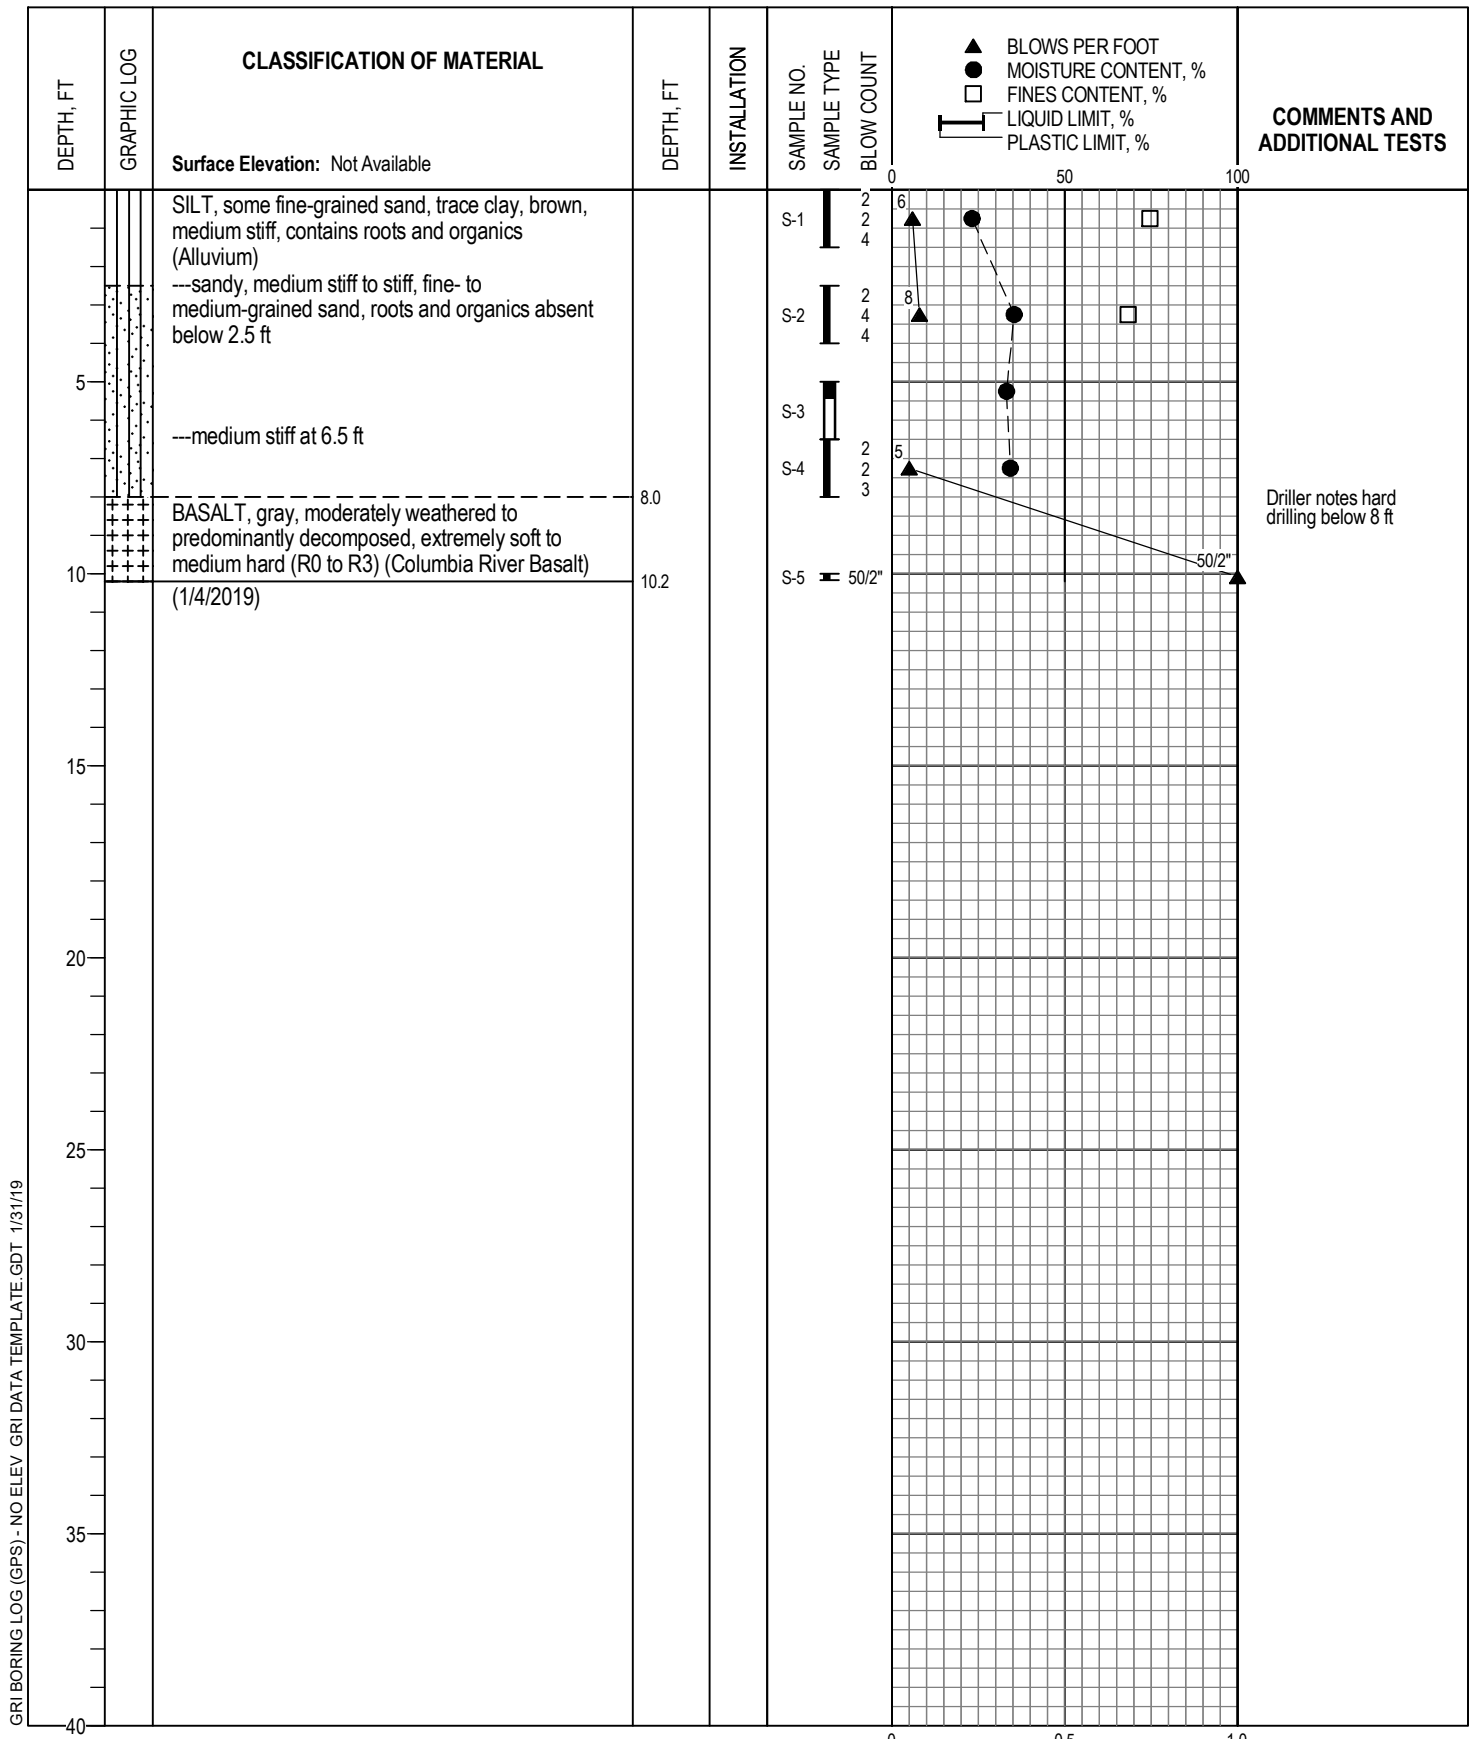 DEPTH, FT
GRAPHIC LOG
CLASSIFICATION OF MATERIAL
Surface Elevation: Not Available
DEPTH, FT
INSTALLATION
SAMPLE NO.
SAMPLE TYPE
BLOW COUNT
BLOWS PER FOOT
MOISTURE CONTENT, %
FINES CONTENT, %
LIQUID LIMIT, %
PLASTIC LIMIT, %
0 50 100
COMMENTS AND
ADDITIONAL TESTS
SILT, some fine-grained sand, trace clay, brown,
medium stiff, contains roots and organics
(Alluvium)
---sandy, medium stiff to stiff, fine- to
medium-grained sand, roots and organics absent
below 2.5 ft
---medium stiff at 6.5 ft
BASALT, gray, moderately weathered to
predominantly decomposed, extremely soft to
medium hard (R0 to R3) (Columbia River Basalt)
(1/4/2019)
8.0
10.2
S-1
2
2
4
6
S-2
2
4
4
8
S-3
S-4
2
2
3
5
S-5 50/2"
50/2"
Driller notes hard
drilling below 8 ft
5
10
15
20
25
30
35
40
0 0.5 1.0
GRI BORING LOG (GPS) - NO ELEV GRI DATA TEMPLATE.GDT 1/31/19